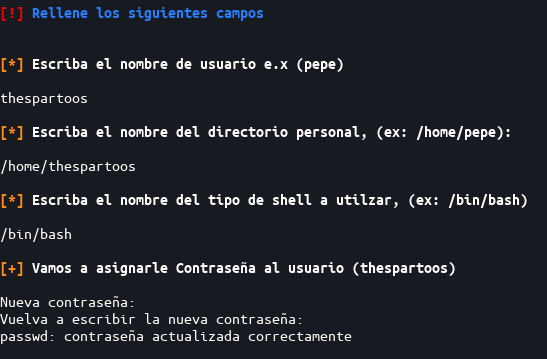 [!] Rellene los siguientes campos
[*] Escriba el nombre de usuario e.x (pepe)
thespartoos
[*] Escriba el nombre del directorio personal, (ex: /home/pepe):
/home/thespartoos
[*] Escriba el nombre del tipo de shell a utilzar, (ex: /bin/bash)
/bin/bash
[+] Vamos a asignarle Contraseña al usuario (thespartoos)
Nueva contraseña:
Vuelva a escribir la nueva contraseña:
passwd: contraseña actualizada correctamente